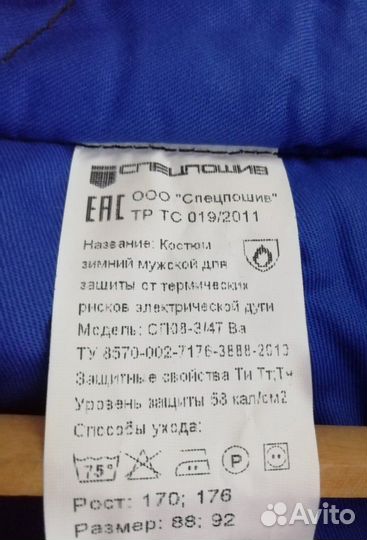 СПЕЦПОШИВ
ЕАС ООО "Спецпошив"
ТР ТС 019/2011
Название: Костюм
зимний мужской для
защиты от термических
рисков электрической дуги
Модель: СП08-З/47 Ва
ТУ 8570-002-7176-3888-2013
Защитные свойства Ти Тт;Тч
Уровень защиты 58 кал/см2
Способы ухода:
75° P
Рост: 170; 176
Размер: 88; 92
Avito